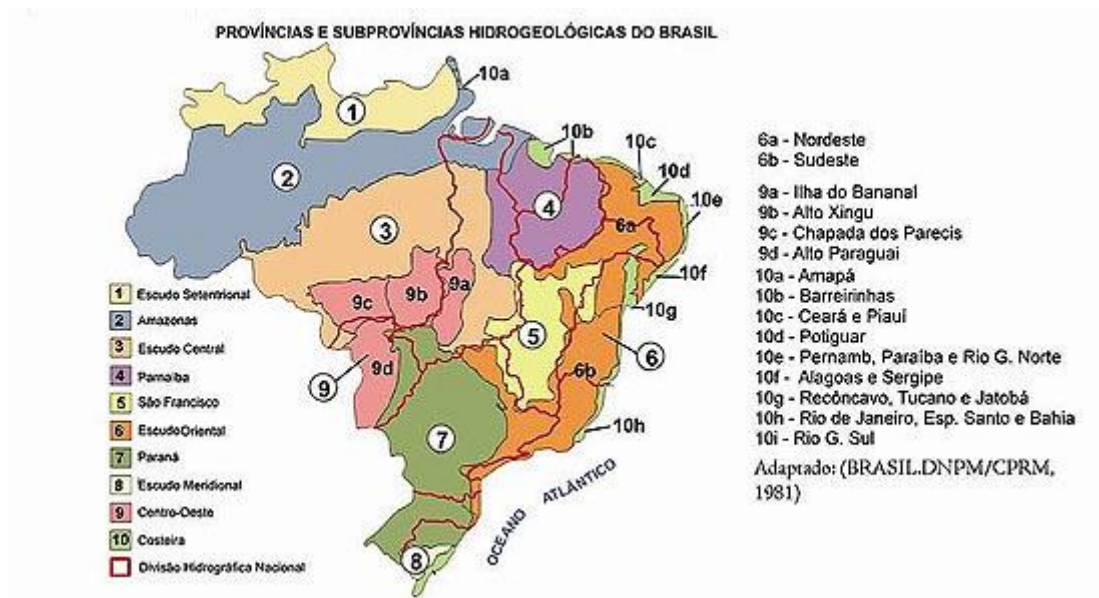 PROVÍNCIAS E SUBPROVÍNCIAS HIDROGEOLÓGICAS DO BRASIL
10a
1
10b
10c
10d
10e
2
4
6a
3
10f
9a
9b
9c
10g
5
6
9d
9
6b
10h
7
OCEANO ATLÂNTICO
8
1 Escudo Setentrional
2 Amazonas
3 Escudo Central
4 Parnaíba
5 São Francisco
6 Escudo Oriental
7 Paraná
8 Escudo Meridional
9 Centro-Oeste
10 Costeira
Divisão Hidrográfica Nacional
6a - Nordeste
6b - Sudeste
9a - Ilha do Bananal
9b - Alto Xingu
9c - Chapada dos Parecis
9d - Alto Paraguai
10a - Amapá
10b - Barreirinhas
10c - Ceará e Piauí
10d - Potiguar
10e - Pernamb, Paraíba e Rio G. Norte
10f - Alagoas e Sergipe
10g - Recôncavo, Tucano e Jatobá
10h - Rio de Janeiro, Esp. Santo e Bahia
10i - Rio G. Sul
Adaptado: (BRASIL.DNPM/CPRM,
1981)